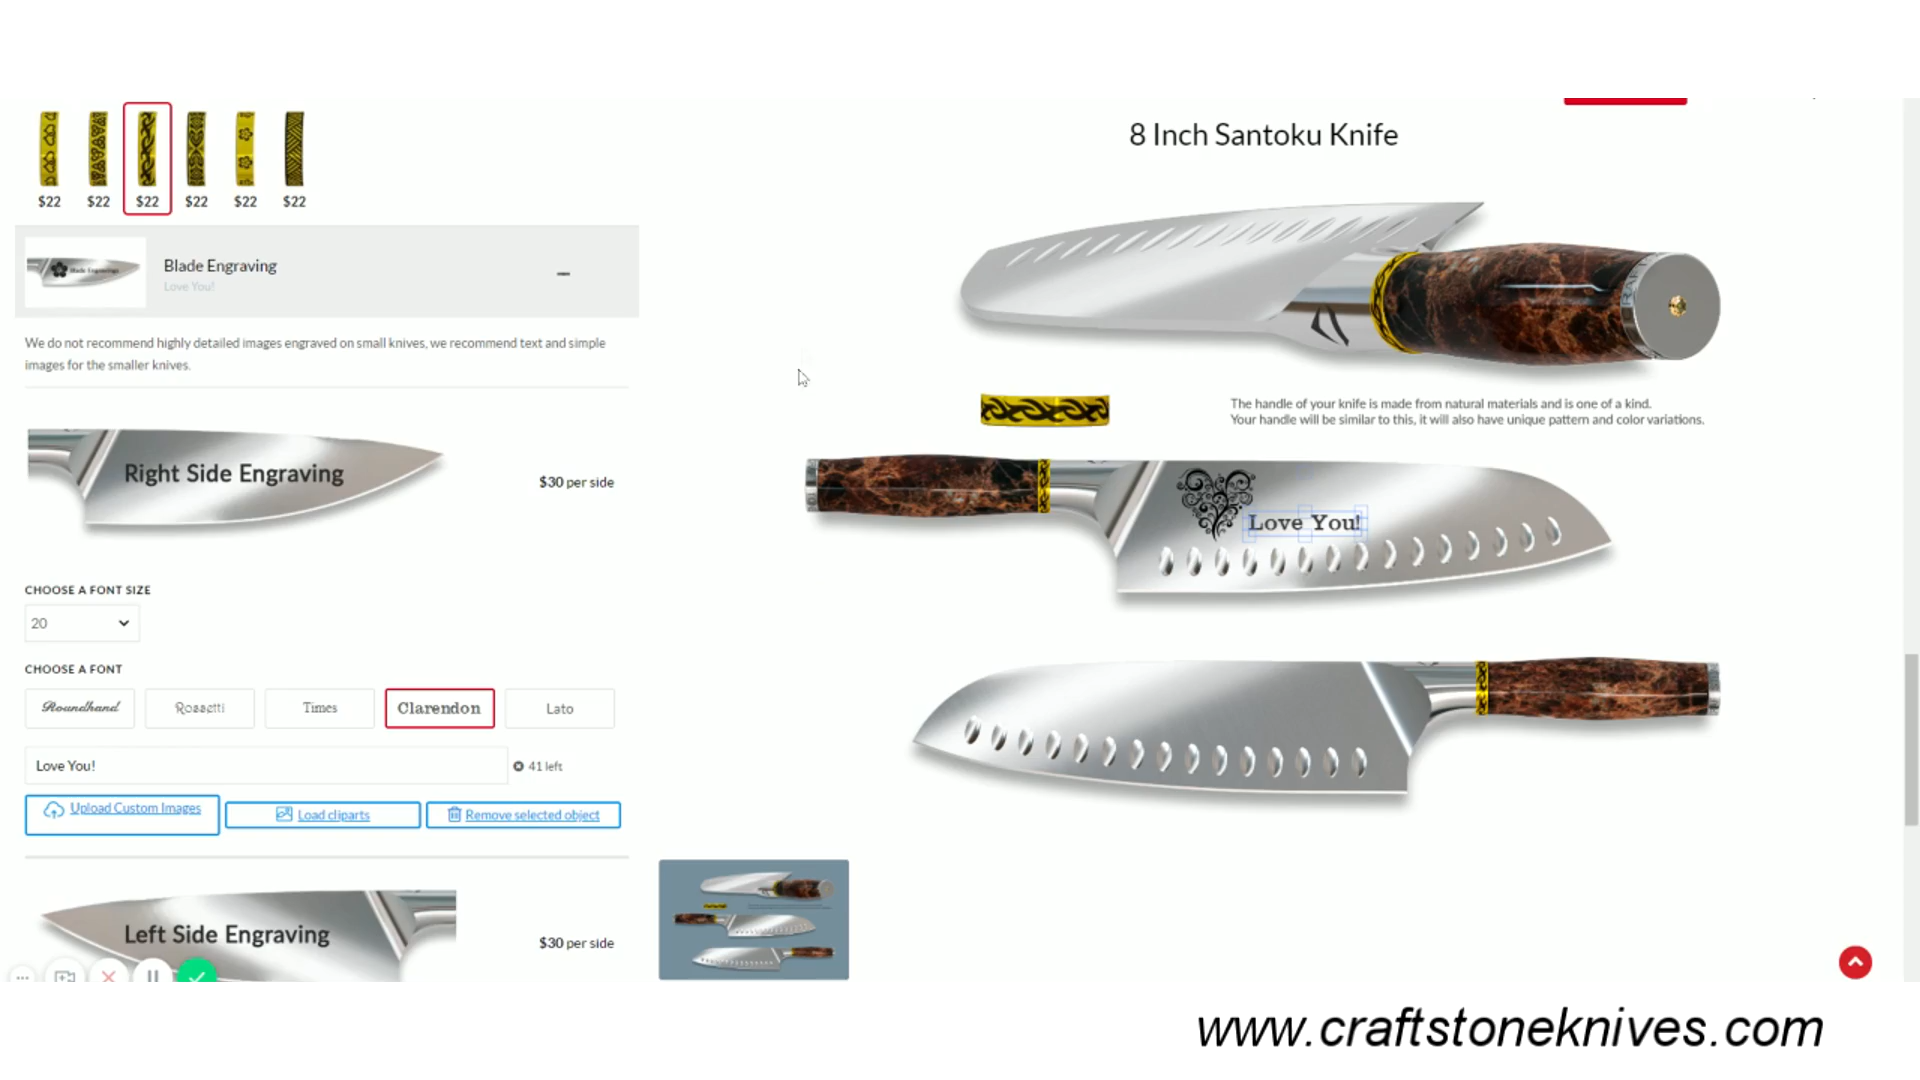 8 Inch Santoku Knife
$22 $22 $22 $22 $22 $22
Blade Engraving
Love You!
We do not recommend highly detailed images engraved on small knives, we recommend text and simple
images for the smaller knives.
The handle of your knife is made from natural materials and is one of a kind.
Your handle will be similar to this, it will also have unique pattern and color variations.
Right Side Engraving
$30 per side
Love You!
CHOOSE A FONT SIZE
20
CHOOSE A FONT
Roundhand Rossetti Times Clarendon Lato
Love You! 41 left
Upload Custom Images Load cliparts Remove selected object
Left Side Engraving
$30 per side
www.craftstoneknives.com